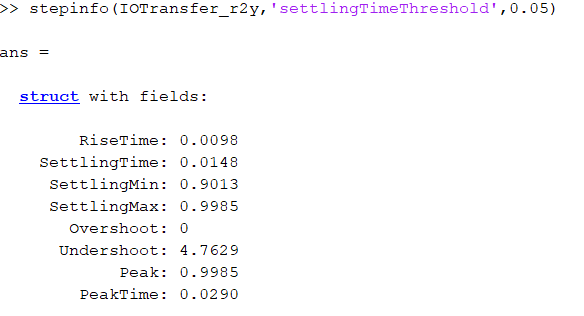 >> stepinfo(IOTransfer_r2y,'settlingTimeThreshold',0.05)
ans =
struct with fields:
RiseTime: 0.0098
SettlingTime: 0.0148
SettlingMin: 0.9013
SettlingMax: 0.9985
Overshoot: 0
Undershoot: 4.7629
Peak: 0.9985
PeakTime: 0.0290